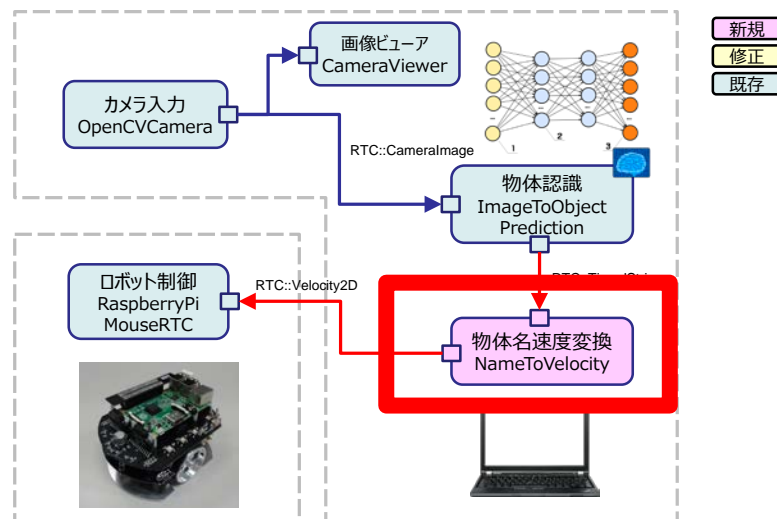 画像ビューア
CameraViewer
新規
修正
既存
カメラ入力
OpenCVCamera
1
2
3
RTC::CameraImage
物体認識
ImageToObject
Prediction
ロボット制御
RaspberryPi
MouseRTC
RTC::Velocity2D
物体名速度変換
NameToVelocity